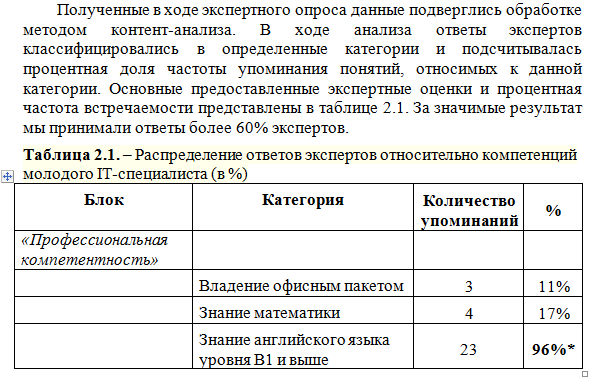 Полученные в ходе экспертного опроса данные подверглись обработке
методом контент-анализа. В ходе анализа ответы экспертов
классифицировались в определенные категории и подсчитывалась
процентная доля частоты упоминания понятий, относимых к данной
категории. Основные предоставленные экспертные оценки и процентная
частота встречаемости представлены в таблице 2.1. За значимые результат
мы принимали ответы более 60% экспертов.
Таблица 2.1. – Распределение ответов экспертов относительно компетенций
молодого IT-специалиста (в %)
Блок Категория Количество упоминаний %
«Профессиональная
компетентность»
Владение офисным пакетом 3 11%
Знание математики 4 17%
Знание английского языка
уровня B1 и выше 23 96%*